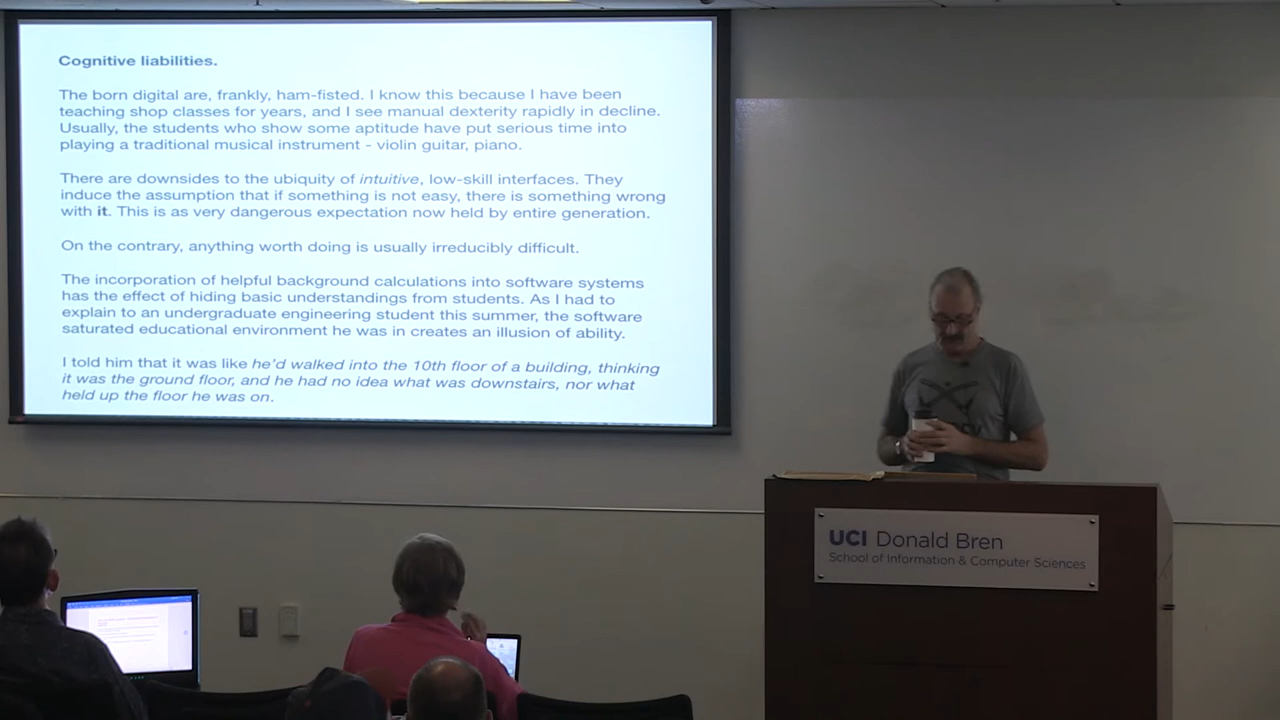 Cognitive liabilities.
The born digital are, frankly, ham-fisted. I know this because I have been
teaching shop classes for years, and I see manual dexterity rapidly in decline.
Usually, the students who show some aptitude have put serious time into
playing a traditional musical instrument - violin guitar, piano.
There are downsides to the ubiquity of intuitive, low-skill interfaces. They
induce the assumption that if something is not easy, there is something wrong
with it. This is as very dangerous expectation now held by entire generation.
On the contrary, anything worth doing is usually irreducibly difficult.
The incorporation of helpful background calculations into software systems
has the effect of hiding basic understandings from students. As I had to
explain to an undergraduate engineering student this summer, the software
saturated educational environment he was in creates an illusion of ability.
I told him that it was like he'd walked into the 10th floor of a building, thinking
it was the ground floor, and he had no idea what was downstairs, nor what
held up the floor he was on.
UCI Donald Bren
School of Information & Computer Sciences